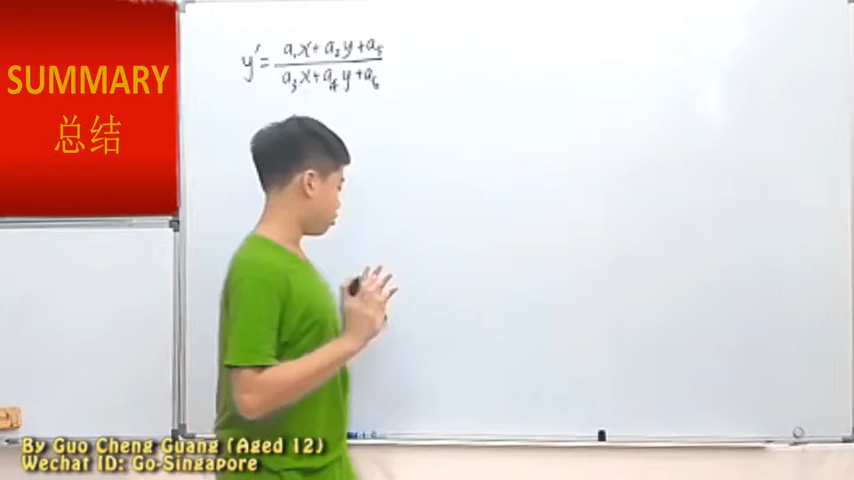 SUMMARY
总结
y' = (a₁x+a₂y+a₅)/(a₃x+a₄y+a₆)
By Guo Cheng Guang (Aged 12)
Wechat ID: Go-Singapore